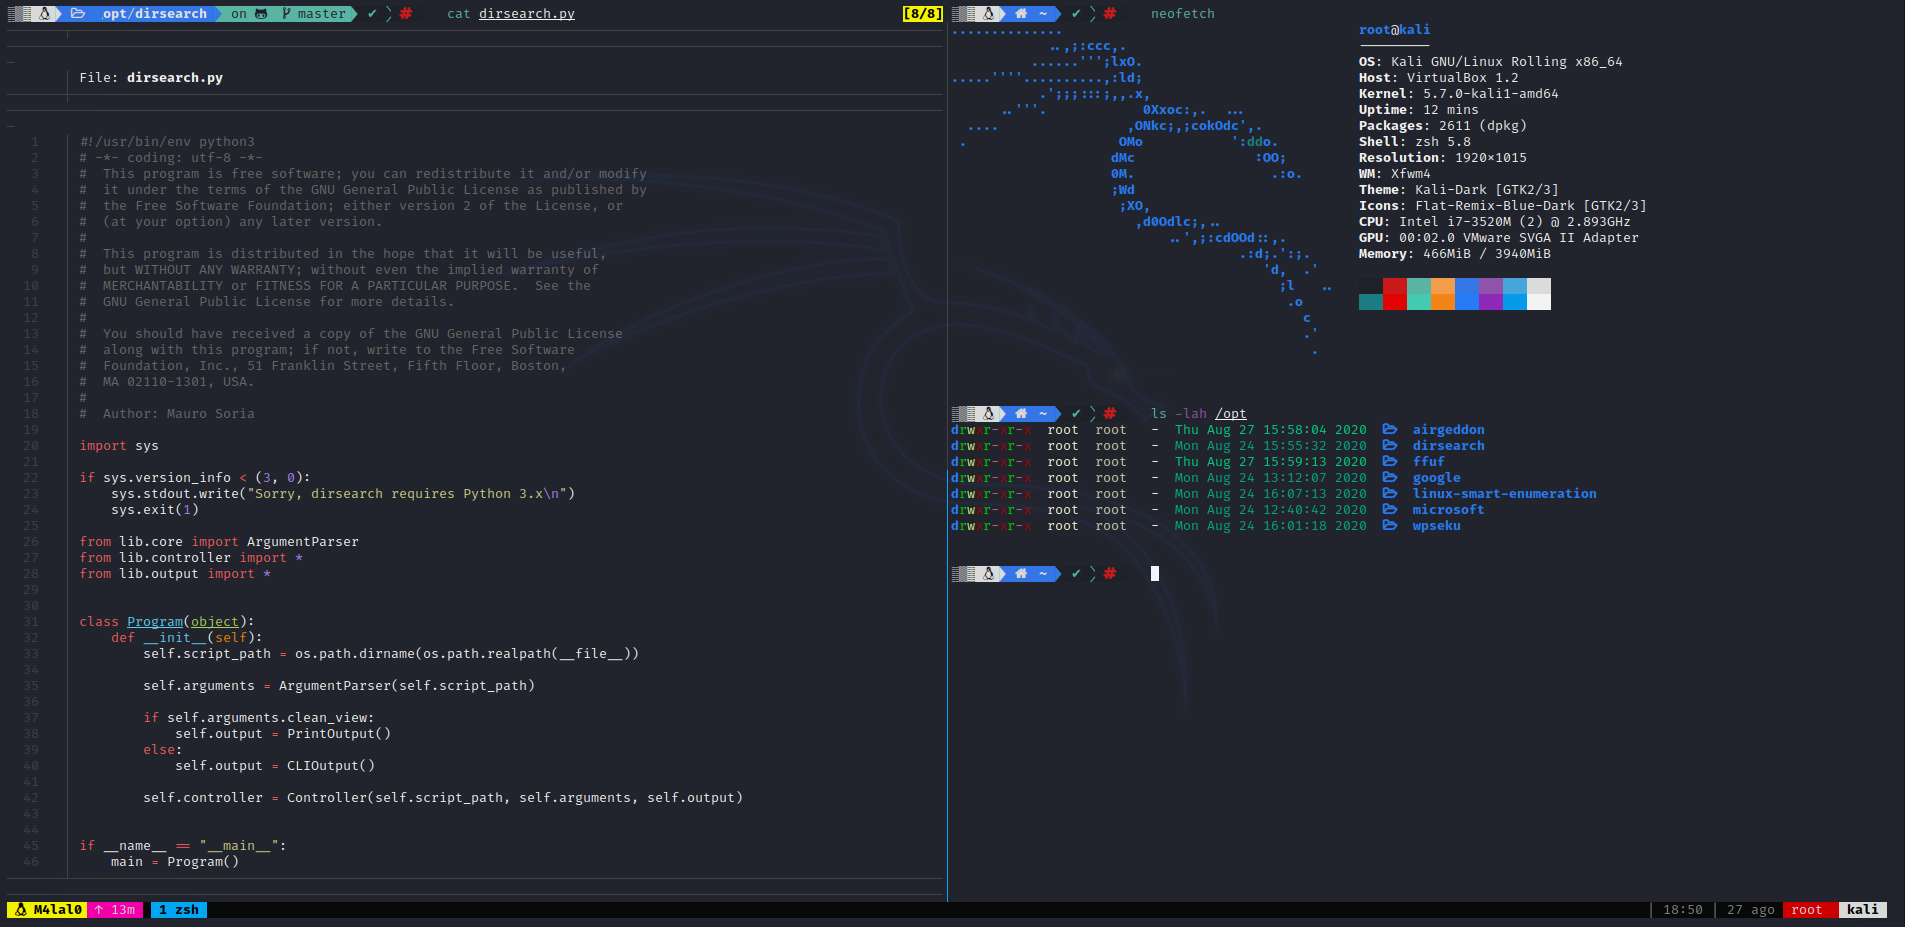 opt/dirsearch on master ✔ # cat dirsearch.py [8/8]
File: dirsearch.py
1 #!/usr/bin/env python3
2 # -*- coding: utf-8 -*-
3 #  This program is free software; you can redistribute it and/or modify
4 #  it under the terms of the GNU General Public License as published by
5 #  the Free Software Foundation; either version 2 of the License, or
6 #  (at your option) any later version.
7 #
8 #  This program is distributed in the hope that it will be useful,
9 #  but WITHOUT ANY WARRANTY; without even the implied warranty of
10 #  MERCHANTABILITY or FITNESS FOR A PARTICULAR PURPOSE.  See the
11 #  GNU General Public License for more details.
12 #
13 #  You should have received a copy of the GNU General Public License
14 #  along with this program; if not, write to the Free Software
15 #  Foundation, Inc., 51 Franklin Street, Fifth Floor, Boston,
16 #  MA 02110-1301, USA.
17 #
18 #  Author: Mauro Soria
19
20 import sys
21
22 if sys.version_info < (3, 0):
23     sys.stdout.write("Sorry, dirsearch requires Python 3.x\n")
24     sys.exit(1)
25
26 from lib.core import ArgumentParser
27 from lib.controller import *
28 from lib.output import *
29
30
31 class Program(object):
32     def __init__(self):
33         self.script_path = os.path.dirname(os.path.realpath(__file__))
34
35         self.arguments = ArgumentParser(self.script_path)
36
37         if self.arguments.clean_view:
38             self.output = PrintOutput()
39         else:
40             self.output = CLIOutput()
41
42         self.controller = Controller(self.script_path, self.arguments, self.output)
43
44
45 if __name__ == "__main__":
46     main = Program()
~ ✔ # neofetch
..............
..,;:ccc,.
......''';lxO.
.....''''..........,:ld;
.';;;:::;,,.x,
..'''. 0Xxoc:,. ...
.... ,ONkc;,;cokOdc',.
. OMo ':ddo.
dMc :OO;
0M. .:o.
;Wd
;XO,
,d0Odlc;,..
..',;:cdOOd::,.
.:d;.':;.
'd, .'
;l ..
.o
c
.'
.
root@kali
---------
OS: Kali GNU/Linux Rolling x86_64
Host: VirtualBox 1.2
Kernel: 5.7.0-kali1-amd64
Uptime: 12 mins
Packages: 2611 (dpkg)
Shell: zsh 5.8
Resolution: 1920×1015
WM: Xfwm4
Theme: Kali-Dark [GTK2/3]
Icons: Flat-Remix-Blue-Dark [GTK2/3]
CPU: Intel i7-3520M (2) @ 2.893GHz
GPU: 00:02.0 VMware SVGA II Adapter
Memory: 466MiB / 3940MiB
~ ✔ # ls -lah /opt
drwxr-xr-x root root - Thu Aug 27 15:58:04 2020 airgeddon
drwxr-xr-x root root - Mon Aug 24 15:55:32 2020 dirsearch
drwxr-xr-x root root - Thu Aug 27 15:59:13 2020 ffuf
drwxr-xr-x root root - Mon Aug 24 13:12:07 2020 google
drwxr-xr-x root root - Mon Aug 24 16:07:13 2020 linux-smart-enumeration
drwxr-xr-x root root - Mon Aug 24 12:40:42 2020 microsoft
drwxr-xr-x root root - Mon Aug 24 16:01:18 2020 wpseku
~ ✔ #
M4lal0 ↑ 13m 1 zsh | 18:50 | 27 ago root kali